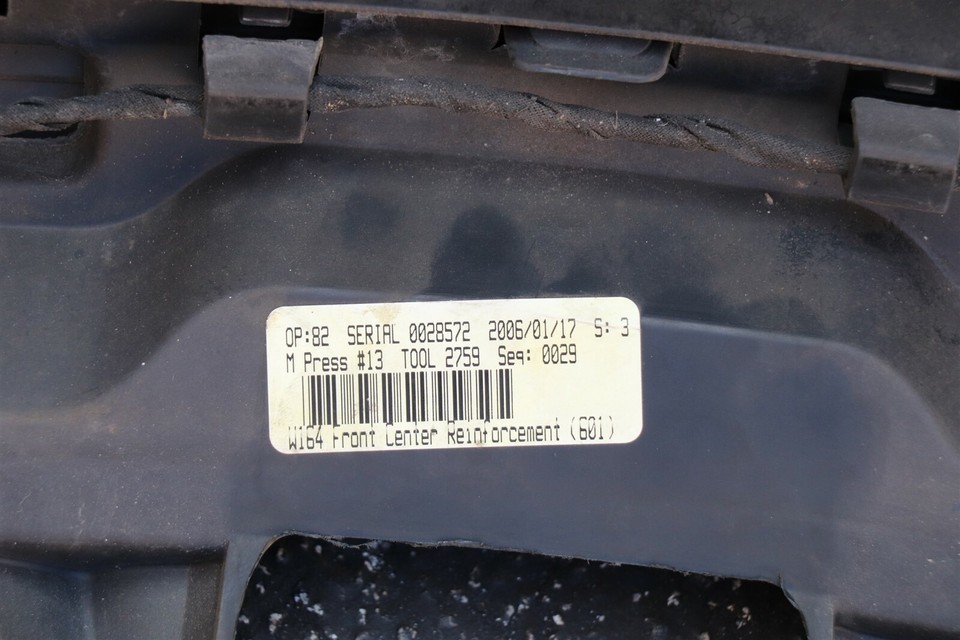 OP:82 SERIAL 0028572 2006/01/17 S: 3
M Press #13 TOOL 2759 Seq: 0029
W164 Front Center Reinforcement (601)